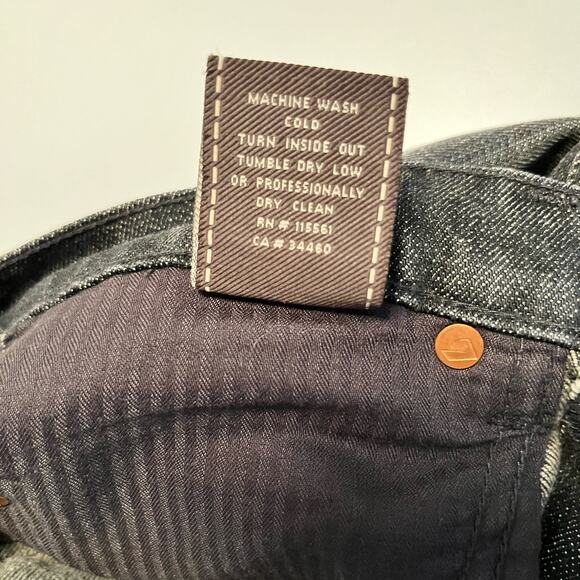 MACHINE WASH
COLD
TURN INSIDE OUT
TUMBLE DRY LOW
OR PROFESSIONALLY
DRY CLEAN
RN # 115561
CA # 34460